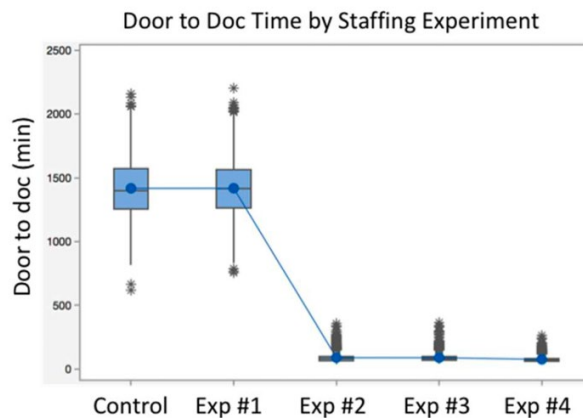 Door to Doc Time by Staffing Experiment
Door to doc (min)
2500
2000
1500
1000
500
0
Control Exp #1 Exp #2 Exp #3 Exp #4